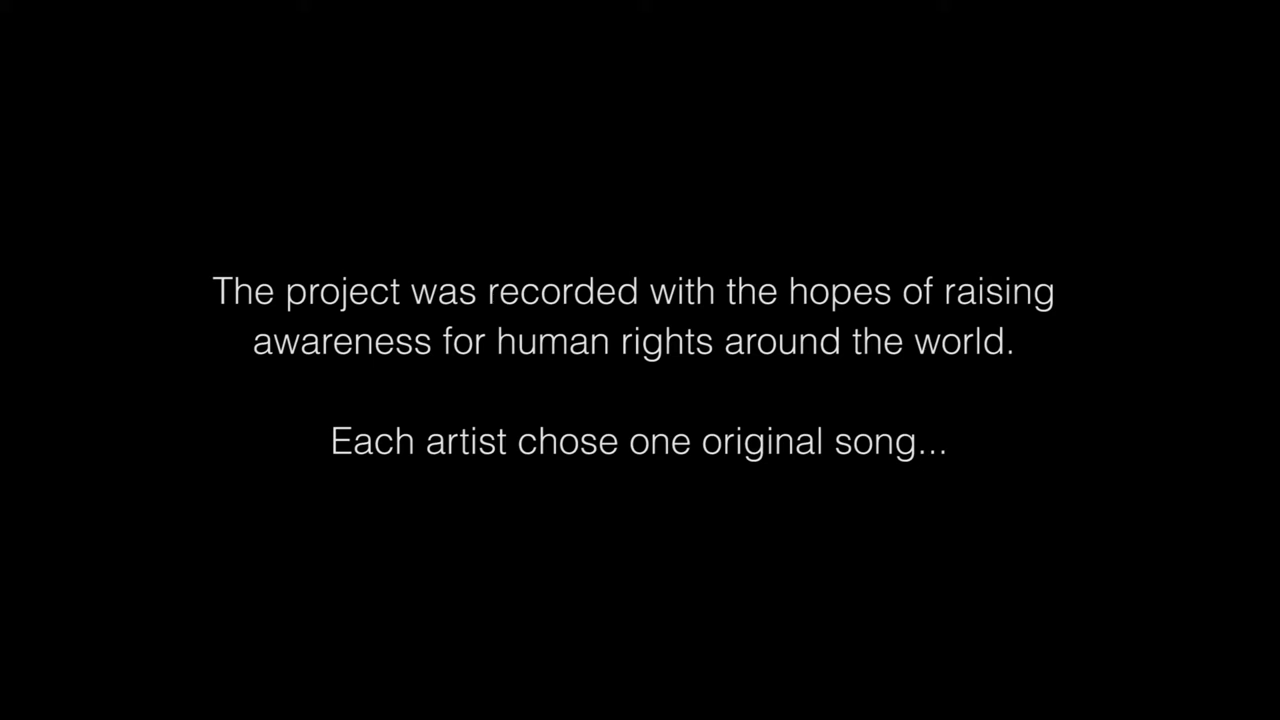 The project was recorded with the hopes of raising
awareness for human rights around the world.
Each artist chose one original song...